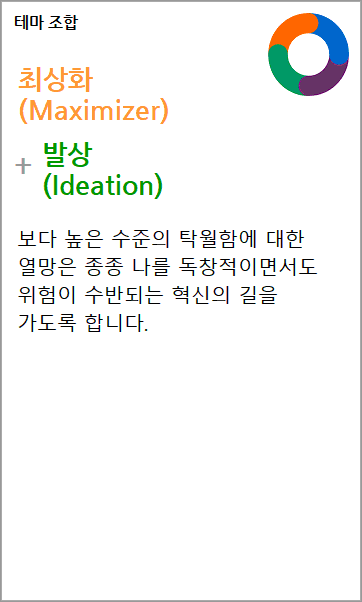 테마 조합
최상화
(Maximizer)
+ 발상
(Ideation)
보다 높은 수준의 탁월함에 대한
열망은 종종 나를 독창적이면서도
위험이 수반되는 혁신의 길을
가도록 합니다.